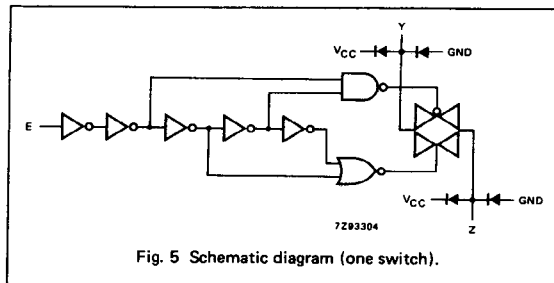 Y
VCC
GND
E
VCC
GND
Z
7Z93304
Fig. 5 Schematic diagram (one switch).